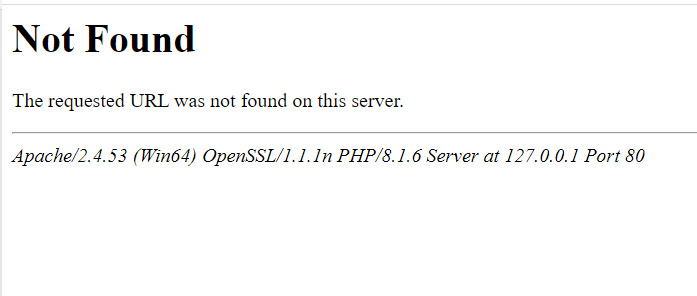 Not Found
The requested URL was not found on this server.
Apache/2.4.53 (Win64) OpenSSL/1.1.1n PHP/8.1.6 Server at 127.0.0.1 Port 80